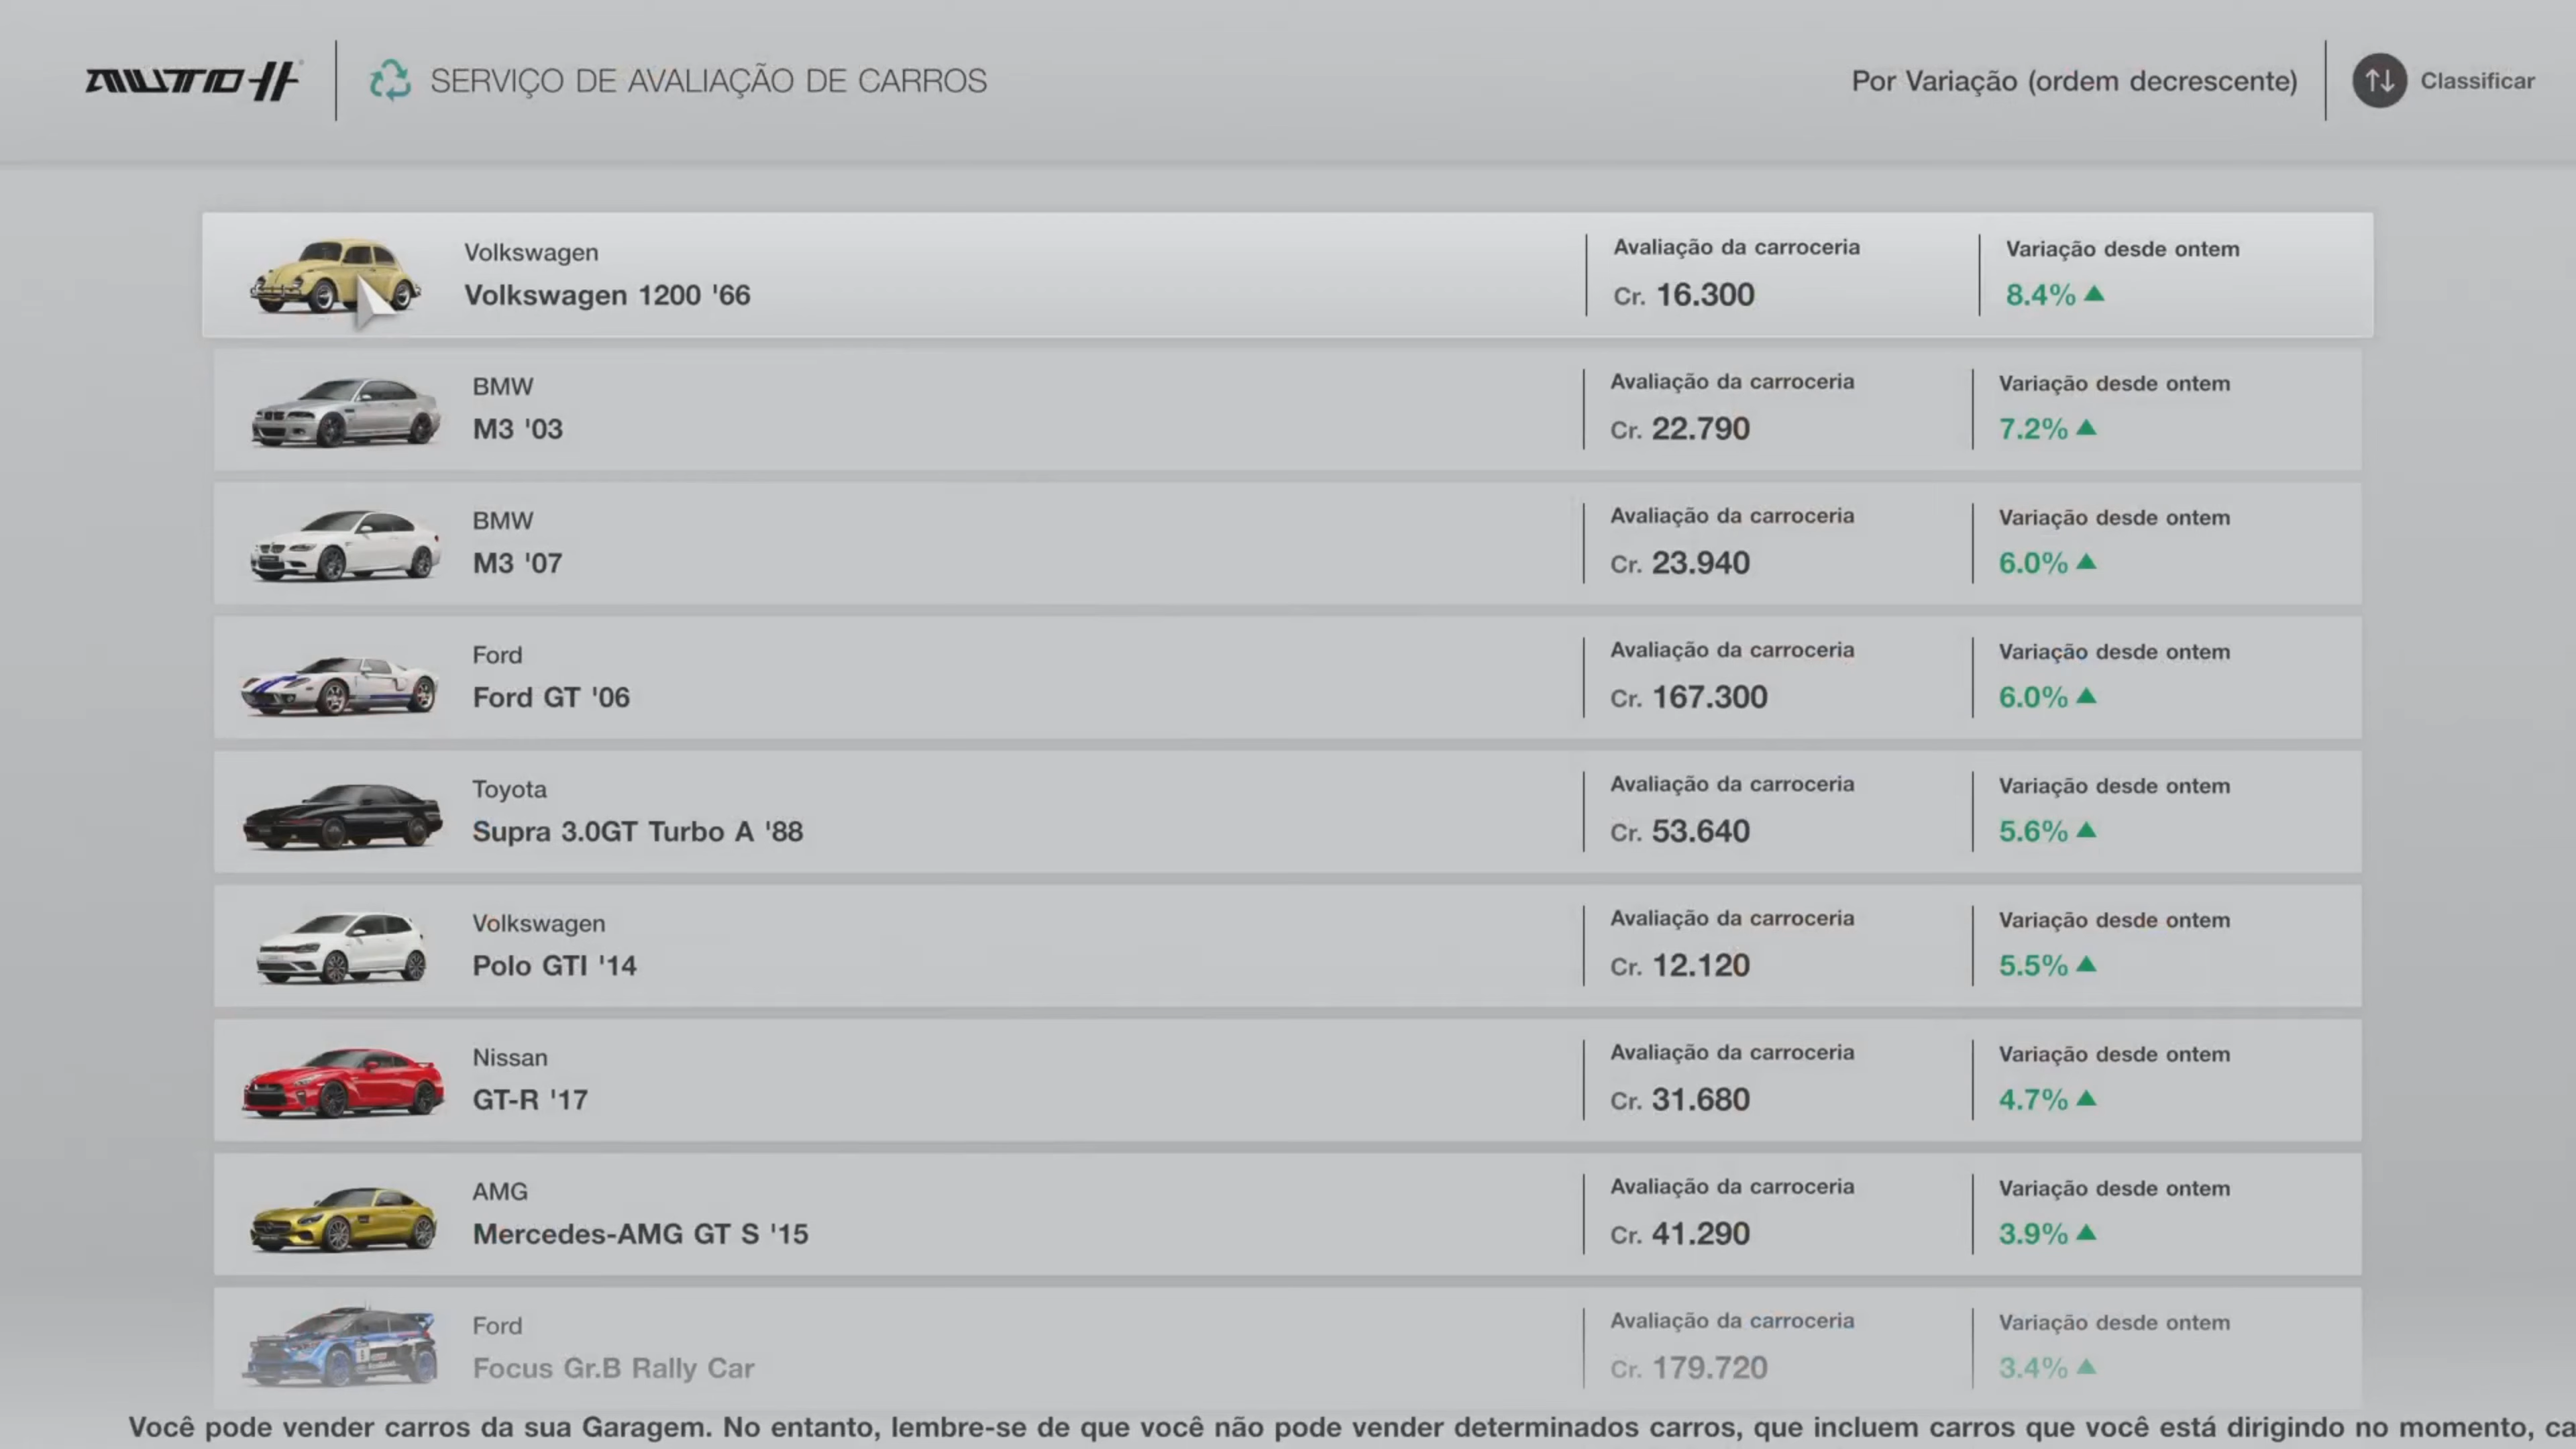 AUTO
SERVIÇO DE AVALIAÇÃO DE CARROS
Por Variação (ordem decrescente)
Classificar
Volkswagen
Volkswagen 1200 '66
Avaliação da carroceria
Cr. 16.300
Variação desde ontem
8.4% ▲
BMW
M3 '03
Avaliação da carroceria
Cr. 22.790
Variação desde ontem
7.2% ▲
BMW
M3 '07
Avaliação da carroceria
Cr. 23.940
Variação desde ontem
6.0% ▲
Ford
Ford GT '06
Avaliação da carroceria
Cr. 167.300
Variação desde ontem
6.0% ▲
Toyota
Supra 3.0GT Turbo A '88
Avaliação da carroceria
Cr. 53.640
Variação desde ontem
5.6% ▲
Volkswagen
Polo GTI '14
Avaliação da carroceria
Cr. 12.120
Variação desde ontem
5.5% ▲
Nissan
GT-R '17
Avaliação da carroceria
Cr. 31.680
Variação desde ontem
4.7% ▲
AMG
Mercedes-AMG GT S '15
Avaliação da carroceria
Cr. 41.290
Variação desde ontem
3.9% ▲
Ford
Focus Gr.B Rally Car
Avaliação da carroceria
Cr. 179.720
Variação desde ontem
3.4% ▲
Você pode vender carros da sua Garagem. No entanto, lembre-se de que você não pode vender determinados carros, que incluem carros que você está dirigindo no momento, ca